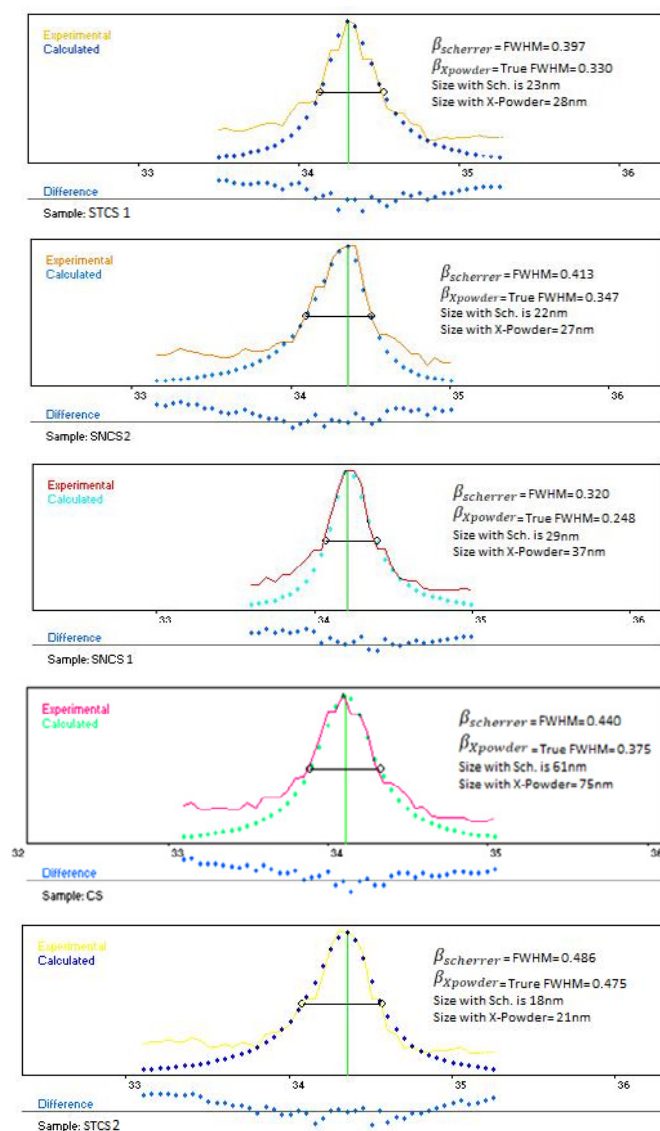 Experimental
Calculated
βscherrer = FWHM=0.397
βXpowder= True FWHM=0.330
Size with Sch. is 23nm
Size with X-Powder= 28nm
33 34 35 36
Difference
Sample: STCS 1
Experimental
Calculated
βscherrer = FWHM=0.413
βXpowder= True FWHM=0.347
Size with Sch. is 22nm
Size with X-Powder= 27nm
33 34 35 36
Difference
Sample: SNCS2
Experimental
Calculated
βscherrer = FWHM=0.320
βXpowder= True FWHM=0.248
Size with Sch. is 29nm
Size with X-Powder= 37nm
33 34 35 36
Difference
Sample: SNCS 1
Experimental
Calculated
βscherrer = FWHM=0.440
βXpowder= True FWHM=0.375
Size with Sch. is 61nm
Size with X-Powder= 75nm
32 33 34 35 36
Difference
Sample: CS
Experimental
Calculated
βscherrer = FWHM=0.486
βXpowder= Trure FWHM=0.475
Size with Sch. is 18nm
Size with X-Powder= 21nm
33 34 35 36
Difference
Sample: STCS2